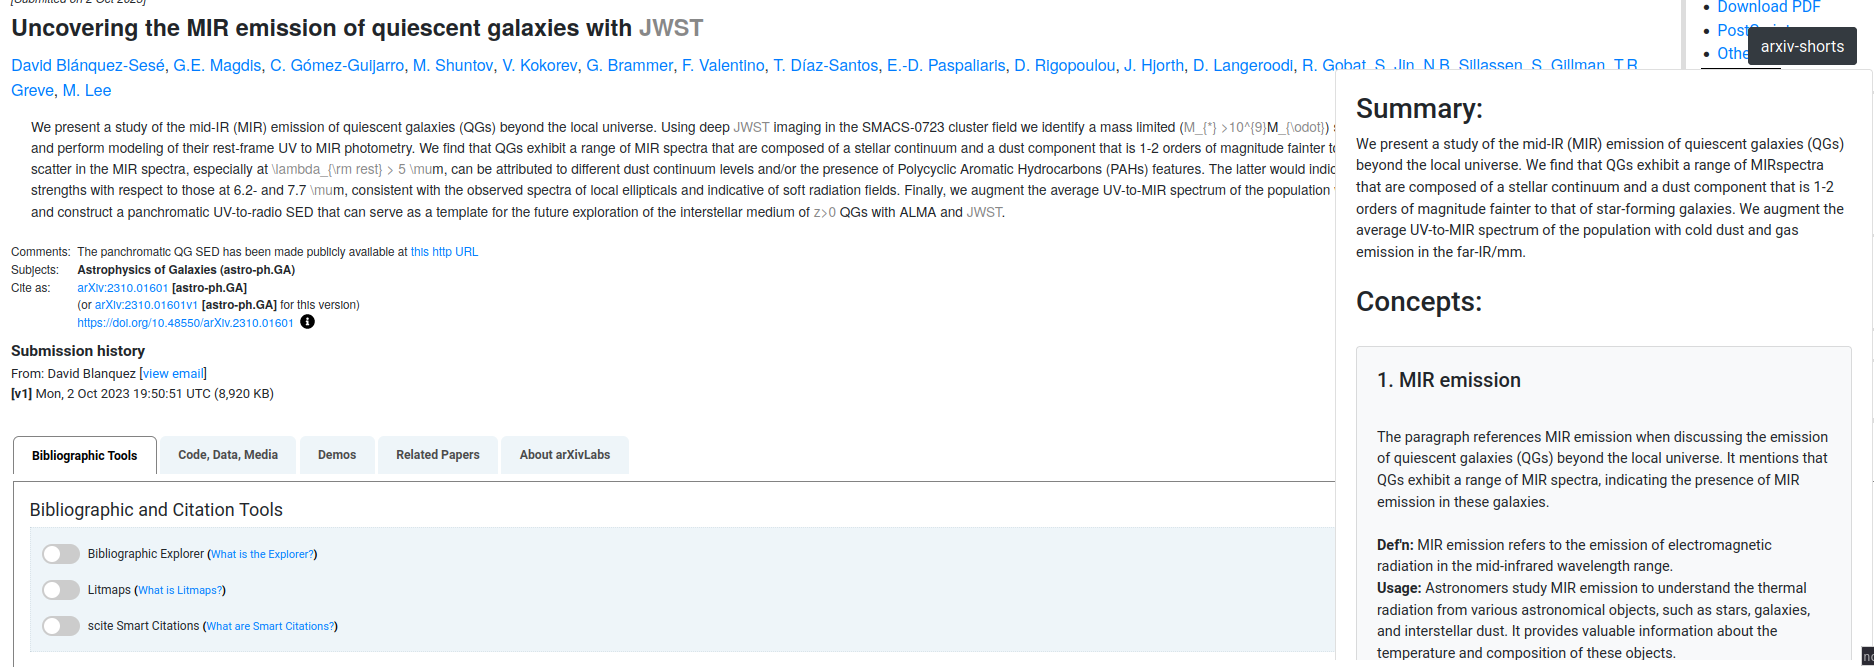 [Submitted on 2 Oct 2023]
Uncovering the MIR emission of quiescent galaxies with JWST
David Blánquez-Sesé, G.E. Magdis, C. Gómez-Guijarro, M. Shuntov, V. Kokorev, G. Brammer, F. Valentino, T. Díaz-Santos, E.-D. Paspaliaris, D. Rigopoulou, J. Hjorth, D. Langeroodi, R. Gobat, S. Jin, N.B. Sillassen, S. Gillman, T.R.
Greve, M. Lee
We present a study of the mid-IR (MIR) emission of quiescent galaxies (QGs) beyond the local universe. Using deep JWST imaging in the SMACS-0723 cluster field we identify a mass limited (M_{*} >10^{9}M_{\odot})
and perform modeling of their rest-frame UV to MIR photometry. We find that QGs exhibit a range of MIR spectra that are composed of a stellar continuum and a dust component that is 1-2 orders of magnitude fainter
scatter in the MIR spectra, especially at \lambda_{\rm rest} > 5 \mum, can be attributed to different dust continuum levels and/or the presence of Polycyclic Aromatic Hydrocarbons (PAHs) features. The latter would
strengths with respect to those at 6.2- and 7.7 \mum, consistent with the observed spectra of local ellipticals and indicative of soft radiation fields. Finally, we augment the average UV-to-MIR spectrum of the population
and construct a panchromatic UV-to-radio SED that can serve as a template for the future exploration of the interstellar medium of z>0 QGs with ALMA and JWST.
Comments: The panchromatic QG SED has been made publicly available at this http URL
Subjects: Astrophysics of Galaxies (astro-ph.GA)
Cite as: arXiv:2310.01601 [astro-ph.GA]
(or arXiv:2310.01601v1 [astro-ph.GA] for this version)
https://doi.org/10.48550/arXiv.2310.01601
Submission history
From: David Blanquez [view email]
[v1] Mon, 2 Oct 2023 19:50:51 UTC (8,920 KB)
Bibliographic Tools
Code, Data, Media
Demos
Related Papers
About arXivLabs
Bibliographic and Citation Tools
Bibliographic Explorer (What is the Explorer?)
Litmaps (What is Litmaps?)
scite Smart Citations (What are Smart Citations?)
Download PDF
Othe
arxiv-shorts
Summary:
We present a study of the mid-IR (MIR) emission of quiescent galaxies (QGs)
beyond the local universe. We find that QGs exhibit a range of MIRspectra
that are composed of a stellar continuum and a dust component that is 1-2
orders of magnitude fainter to that of star-forming galaxies. We augment the
average UV-to-MIR spectrum of the population with cold dust and gas
emission in the far-IR/mm.
Concepts:
1. MIR emission
The paragraph references MIR emission when discussing the emission
of quiescent galaxies (QGs) beyond the local universe. It mentions that
QGs exhibit a range of MIR spectra, indicating the presence of MIR
emission in these galaxies.
Def'n: MIR emission refers to the emission of electromagnetic
radiation in the mid-infrared wavelength range.
Usage: Astronomers study MIR emission to understand the thermal
radiation from various astronomical objects, such as stars, galaxies,
and interstellar dust. It provides valuable information about the
temperature and composition of these objects.